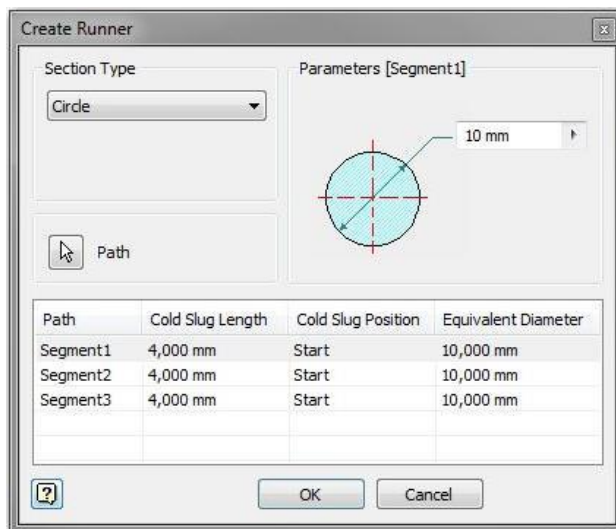 Create Runner
Section Type
Circle
Parameters [Segment1]
10 mm
Path
Path Cold Slug Length Cold Slug Position Equivalent Diameter
Segment1 4,000 mm Start 10,000 mm
Segment2 4,000 mm Start 10,000 mm
Segment3 4,000 mm Start 10,000 mm
?
OK Cancel